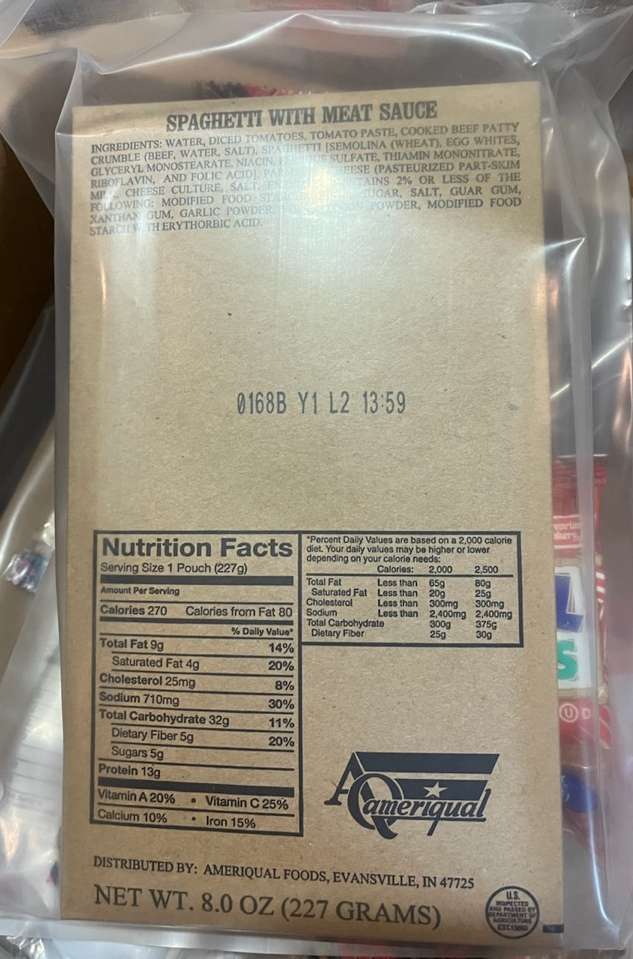 SPAGHETTI WITH MEAT SAUCE
INGREDIENTS: WATER, DICED TOMATOES, TOMATO PASTE, COOKED BEEF PATTY
CRUMBLE (BEEF, WATER, SALT), SPAGHETTI [SEMOLINA (WHEAT), EGG WHITES,
GLYCERYL MONOSTEARATE, NIACIN, SULFATE, THIAMIN MONONITRATE,
RIBOFLAVIN, AND FOLIC ACID], (PASTEURIZED PART-SKIM
CHEESE CULTURE, SALT, 2% OR LESS OF THE
FOLLOWING: MODIFIED FOOD SUGAR, SALT, GUAR GUM,
XANTHAN GUM, GARLIC POWDER, POWDER, MODIFIED FOOD
STARCH WITH ERYTHORBIC ACID.
0168B Y1 L2 13:59
Nutrition Facts
Serving Size 1 Pouch (227g)
Amount Per Serving
Calories 270 Calories from Fat 80
% Daily Value*
Total Fat 9g 14%
Saturated Fat 4g 20%
Cholesterol 25mg 8%
Sodium 710mg 30%
Total Carbohydrate 32g 11%
Dietary Fiber 5g 20%
Sugars 5g
Protein 13g
Vitamin A 20% • Vitamin C 25%
Calcium 10% • Iron 15%
*Percent Daily Values are based on a 2,000 calorie
diet. Your daily values may be higher or lower
depending on your calorie needs:
Calories: 2,000 2,500
Total Fat Less than 65g 80g
Saturated Fat Less than 20g 25g
Cholesterol Less than 300mg 300mg
Sodium Less than 2,400mg 2,400mg
Total Carbohydrate 300g 375g
Dietary Fiber 25g 30g
ameriqual
DISTRIBUTED BY: AMERIQUAL FOODS, EVANSVILLE, IN 47725
NET WT. 8.0 OZ (227 GRAMS)
U.S.
INSPECTED
AND PASSED BY
DEPARTMENT OF
AGRICULTURE
S
U D